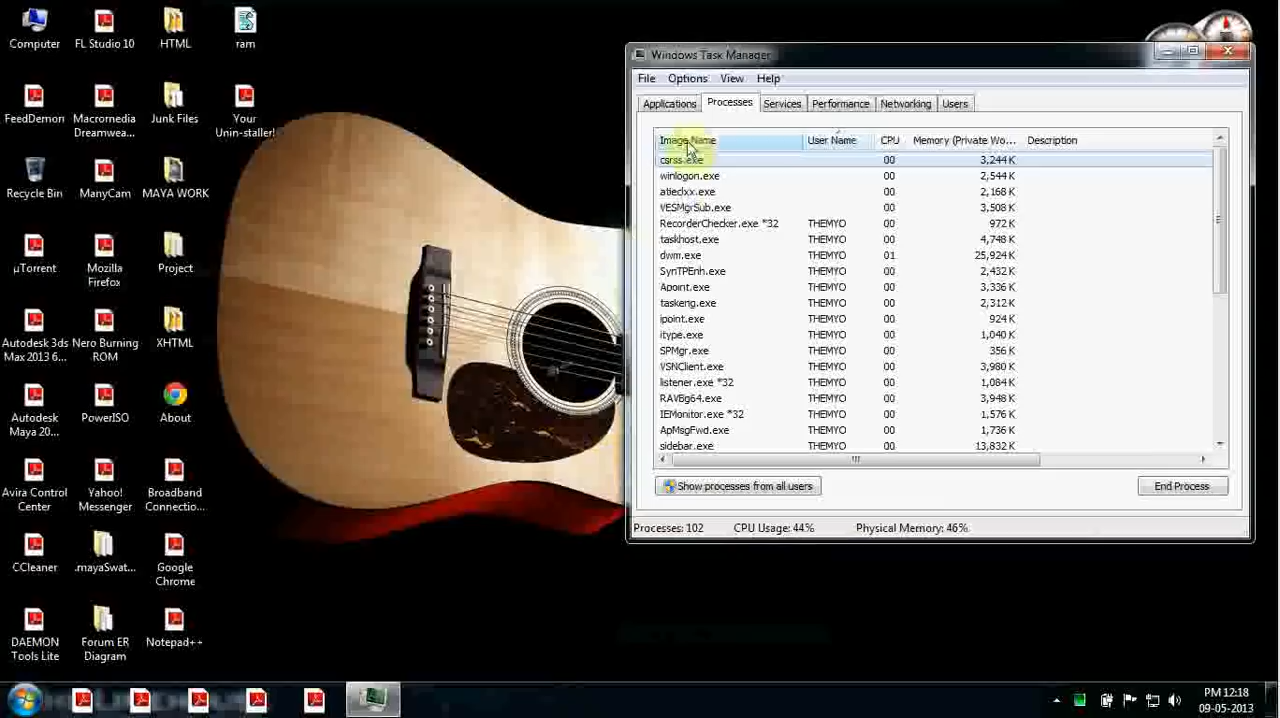 Computer
FL Studio 10
HTML
ram
FeedDemon
Macromedia
Dreamwea...
Junk Files
Your
Unin-staller!
Recycle Bin
ManyCam
MAYA WORK
µTorrent
Mozilla
Firefox
Project
Autodesk 3ds
Max 2013 6...
Nero Burning
ROM
XHTML
Autodesk
Maya 20...
PowerISO
About
Avira Control
Center
Yahoo!
Messenger
Broadband
Connectio...
CCleaner
.mayaSwat...
Google
Chrome
DAEMON
Tools Lite
Forum ER
Diagram
Notepad++
Windows Task Manager
File Options View Help
Applications Processes Services Performance Networking Users
Image Name User Name CPU Memory (Private Wo... Description
csrss.exe 00 3,244 K
winlogon.exe 00 2,544 K
atieclxx.exe 00 2,168 K
VESMgrSub.exe 00 3,508 K
RecorderChecker.exe *32 THEMYO 00 972 K
taskhost.exe THEMYO 00 4,748 K
dwm.exe THEMYO 01 25,924 K
SynTPEnh.exe THEMYO 00 2,432 K
Apoint.exe THEMYO 00 3,336 K
taskeng.exe THEMYO 00 2,312 K
ipoint.exe THEMYO 00 924 K
itype.exe THEMYO 00 1,040 K
SPMgr.exe THEMYO 00 356 K
VSNClient.exe THEMYO 00 3,980 K
listener.exe *32 THEMYO 00 1,084 K
RAVBg64.exe THEMYO 00 3,948 K
IEMonitor.exe *32 THEMYO 00 1,576 K
ApMsgFwd.exe THEMYO 00 1,736 K
sidebar.exe THEMYO 00 13,832 K
Show processes from all users
End Process
Processes: 102 CPU Usage: 44% Physical Memory: 46%
PM 12:18
09-05-2013